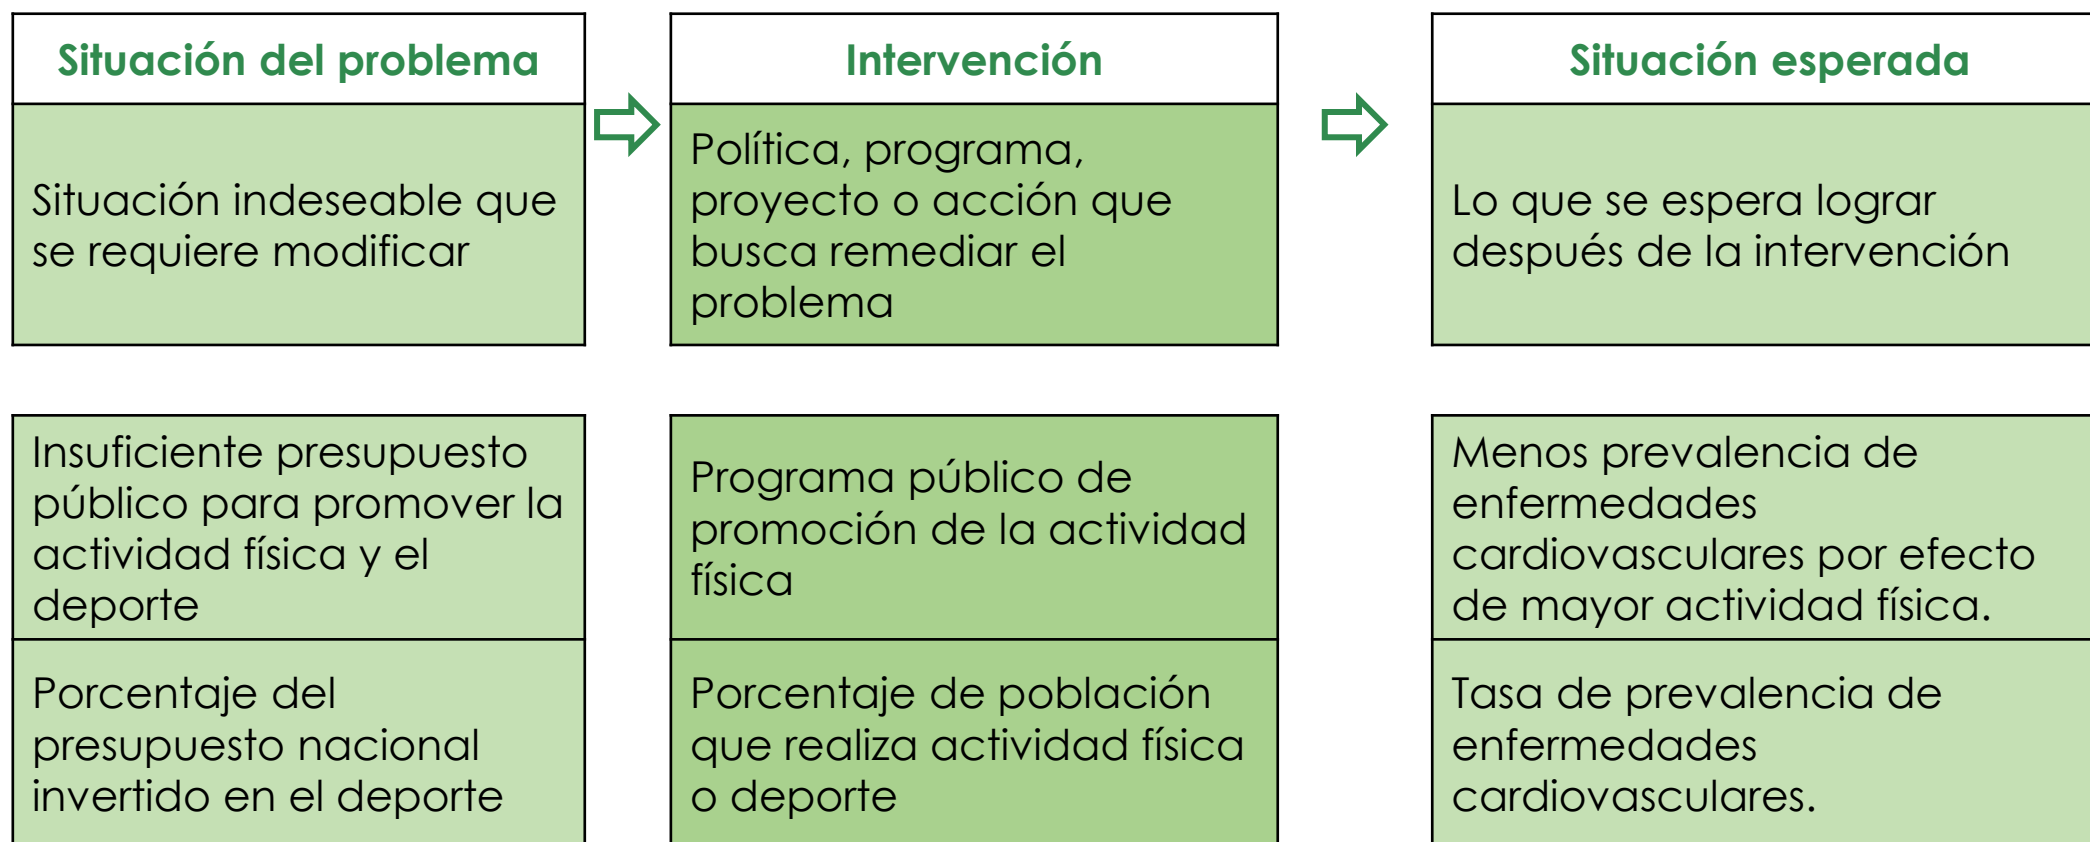 Situación del problema
Situación indeseable que
se requiere modificar
Intervención
Política, programa,
proyecto o acción que
busca remediar el
problema
Situación esperada
Lo que se espera lograr
después de la intervención
Insuficiente presupuesto
público para promover la
actividad física y el
deporte
Programa público de
promoción de la actividad
física
Menos prevalencia de
enfermedades
cardiovasculares por efecto
de mayor actividad física.
Porcentaje del
presupuesto nacional
invertido en el deporte
Porcentaje de población
que realiza actividad física
o deporte
Tasa de prevalencia de
enfermedades
cardiovasculares.